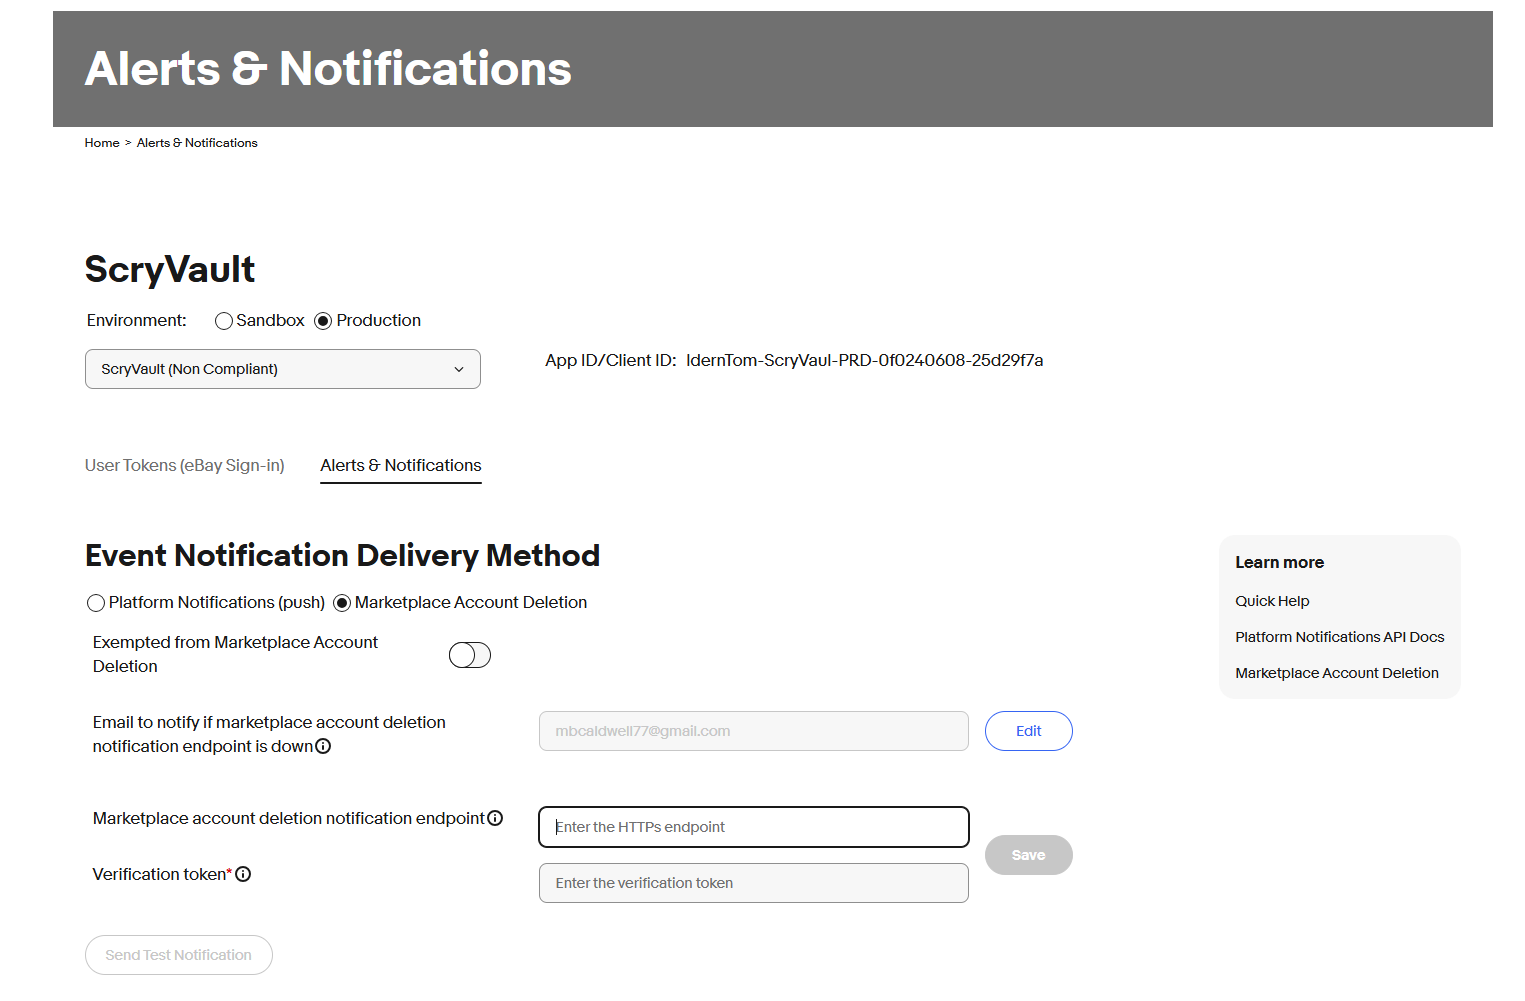 Alerts & Notifications
Home > Alerts & Notifications
ScryVault
Environment: Sandbox Production
ScryVault (Non Compliant)
App ID/Client ID: IdernTom-ScryVaul-PRD-0f0240608-25d29f7a
User Tokens (eBay Sign-in) Alerts & Notifications
Event Notification Delivery Method
Platform Notifications (push) Marketplace Account Deletion
Exempted from Marketplace Account
Deletion
Email to notify if marketplace account deletion
notification endpoint is down
mbcaldwell77@gmail.com
Edit
Marketplace account deletion notification endpoint
Enter the HTTPs endpoint
Verification token*
Enter the verification token
Save
Send Test Notification
Learn more
Quick Help
Platform Notifications API Docs
Marketplace Account Deletion